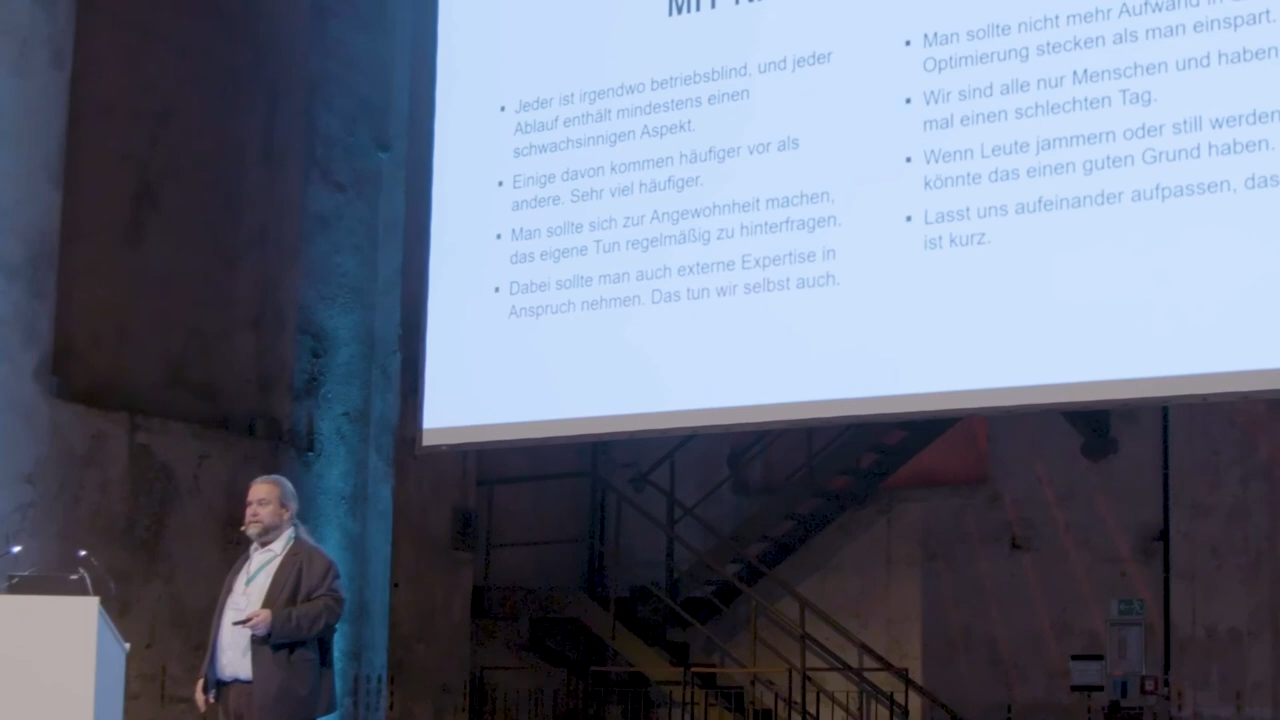 Jeder ist irgendwo betriebsblind, und jeder
Ablauf enthält mindestens einen
schwachsinnigen Aspekt.
Einige davon kommen häufiger vor als
andere. Sehr viel häufiger.
Man sollte sich zur Angewohnheit machen,
das eigene Tun regelmäßig zu hinterfragen.
Dabei sollte man auch externe Expertise in
Anspruch nehmen. Das tun wir selbst auch.
Man sollte nicht mehr Aufwand in
Optimierung stecken als man einspart.
Wir sind alle nur Menschen und haben
mal einen schlechten Tag.
Wenn Leute jammern oder still werden
könnte das einen guten Grund haben.
Lasst uns aufeinander aufpassen, das
ist kurz.